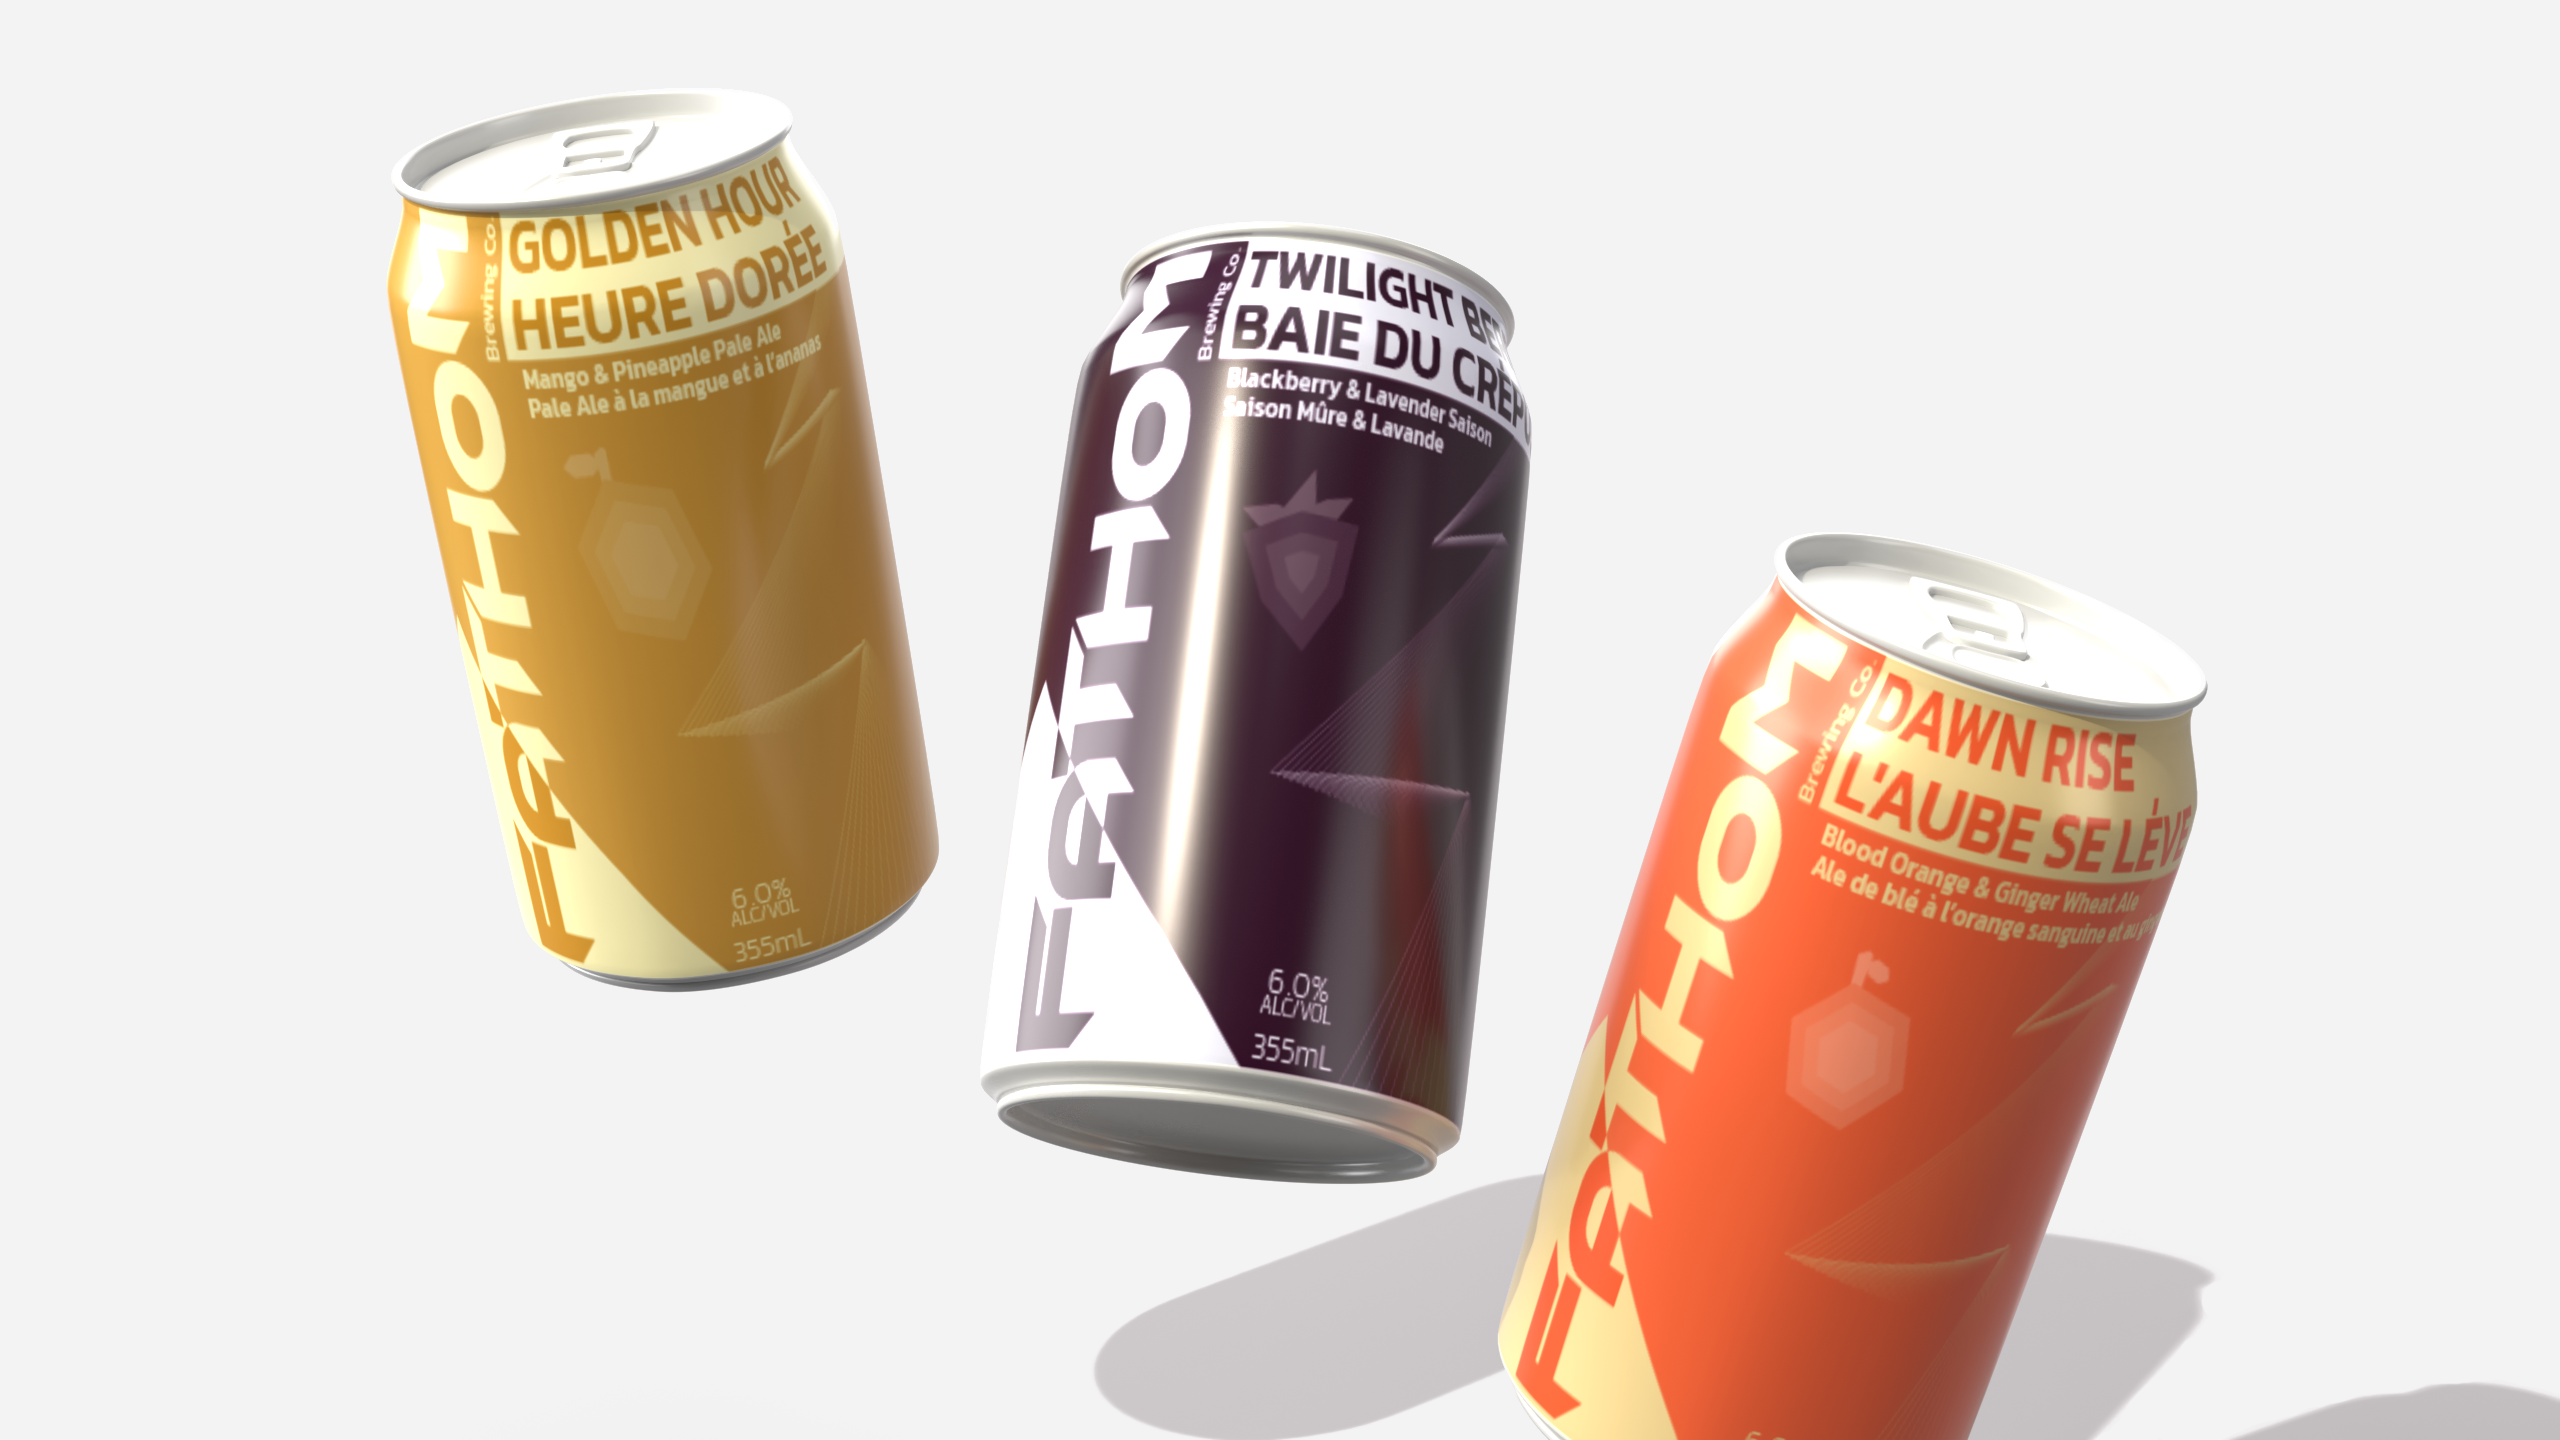 FATHOM
Brewing Co.
GOLDEN HOUR
HEURE DORÉE
Mango & Pineapple Pale Ale
Pale Ale à la mangue et à l'ananas
6.0%
ALC/VOL
355mL
FATHOM
Brewing Co.
TWILIGHT
BAIE DU
Blackberry & Lavender Saison
Saison Mûre & Lavande
6.0%
ALC/VOL
355mL
FATHOM
Brewing Co.
DAWN RISE
L'AUBE SE LÉVE
Blood Orange & Ginger Wheat Ale
Ale de blé à l'orange sanguine et au